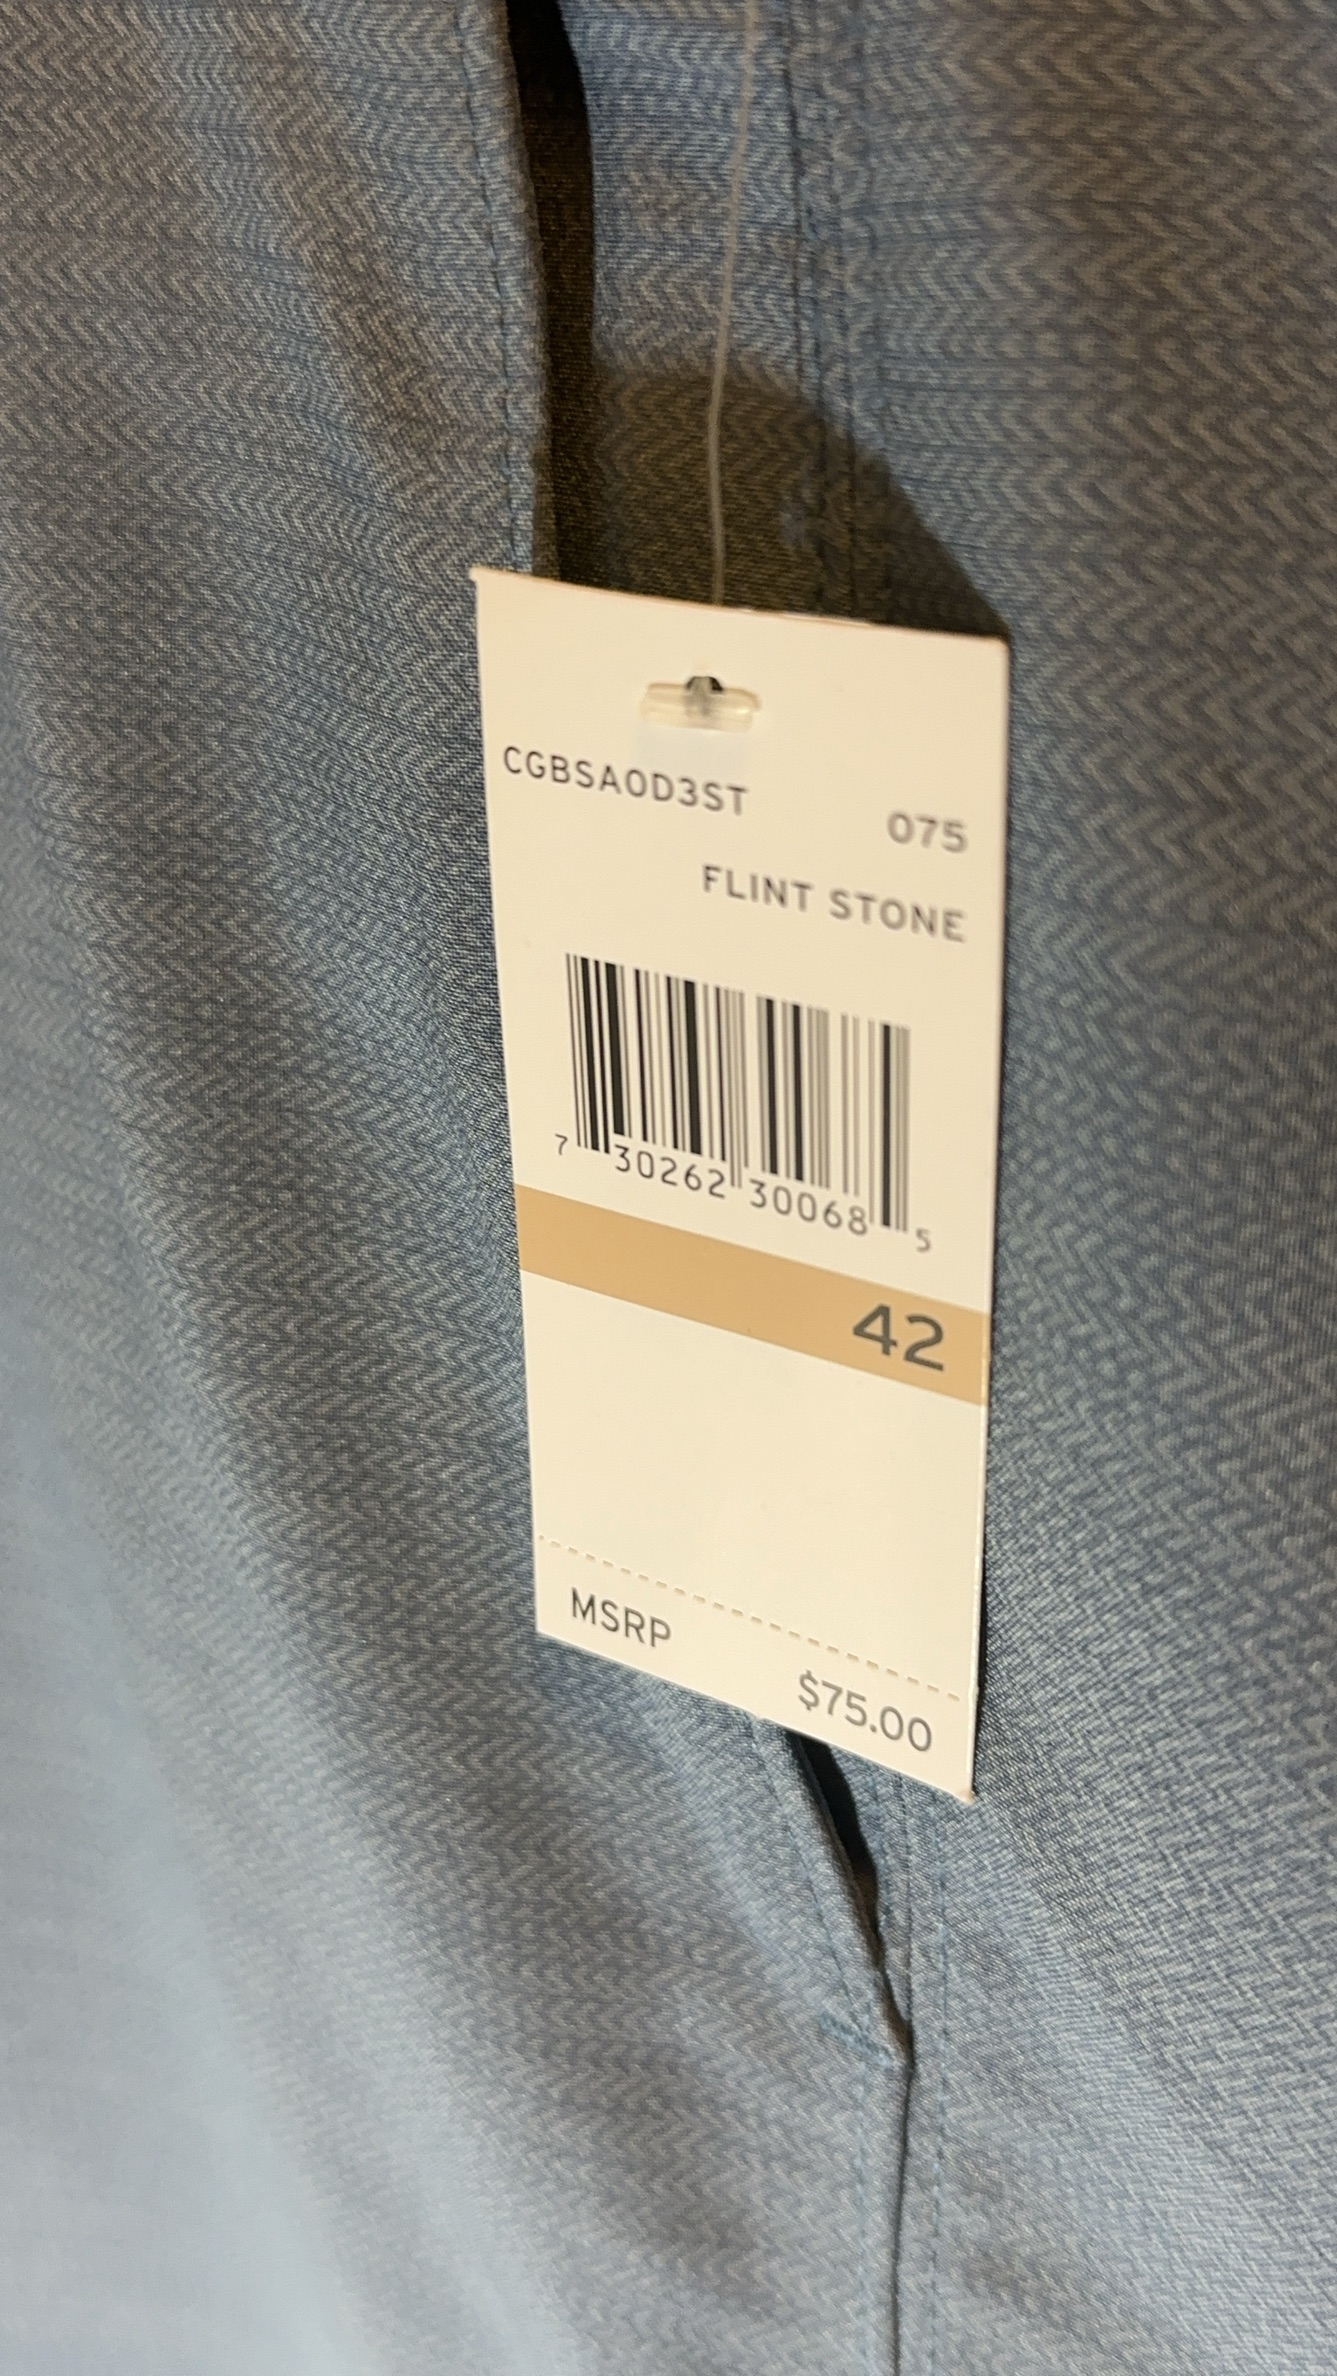 CGBSA0D3ST
075
FLINT STONE
7 30262 30068 5
42
MSRP
$75.00